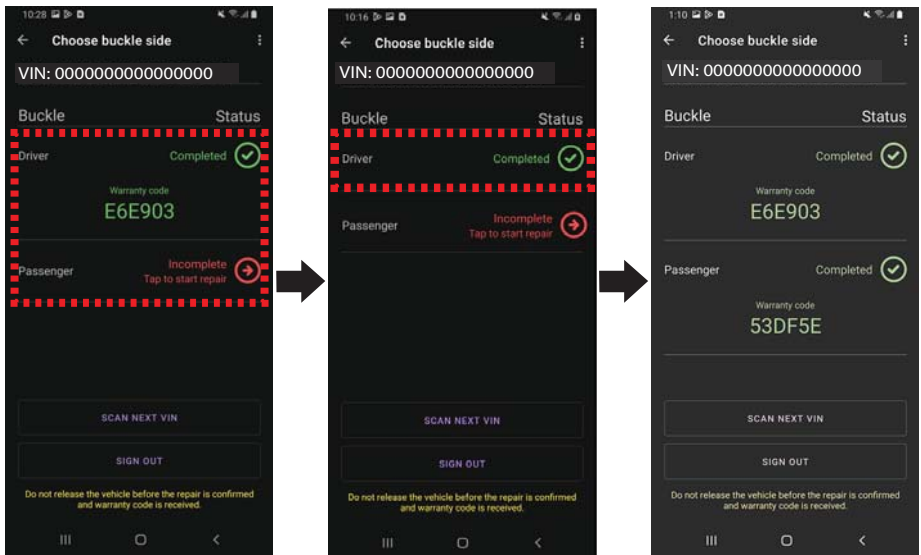 10:28
Choose buckle side
VIN: 0000000000000000
Buckle Status
Driver Completed
Warranty code
E6E903
Passenger Incomplete
Tap to start repair
SCAN NEXT VIN
SIGN OUT
Do not release the vehicle before the repair is confirmed
and warranty code is received.
10:16
Choose buckle side
VIN: 0000000000000000
Buckle Status
Driver Completed
Passenger Incomplete
Tap to start repair
SCAN NEXT VIN
SIGN OUT
Do not release the vehicle before the repair is confirmed
and warranty code is received.
1:10
Choose buckle side
VIN: 0000000000000000
Buckle Status
Driver Completed
Warranty code
E6E903
Passenger Completed
Warranty code
53DF5E
SCAN NEXT VIN
SIGN OUT
Do not release the vehicle before the repair is confirmed
and warranty code is received.